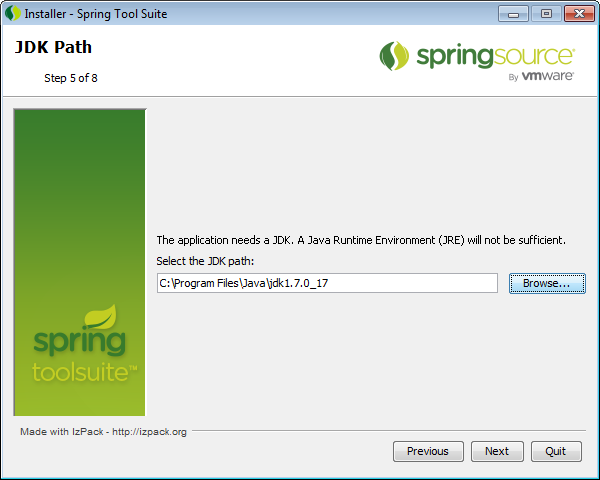 Installer - Spring Tool Suite
JDK Path
Step 5 of 8
springsource
By vmware
The application needs a JDK. A Java Runtime Environment (JRE) will not be sufficient.
Select the JDK path:
C:\Program Files\Java\jdk1.7.0_17
Browse...
spring
toolsuite™
Made with IzPack - http://izpack.org
Previous
Next
Quit